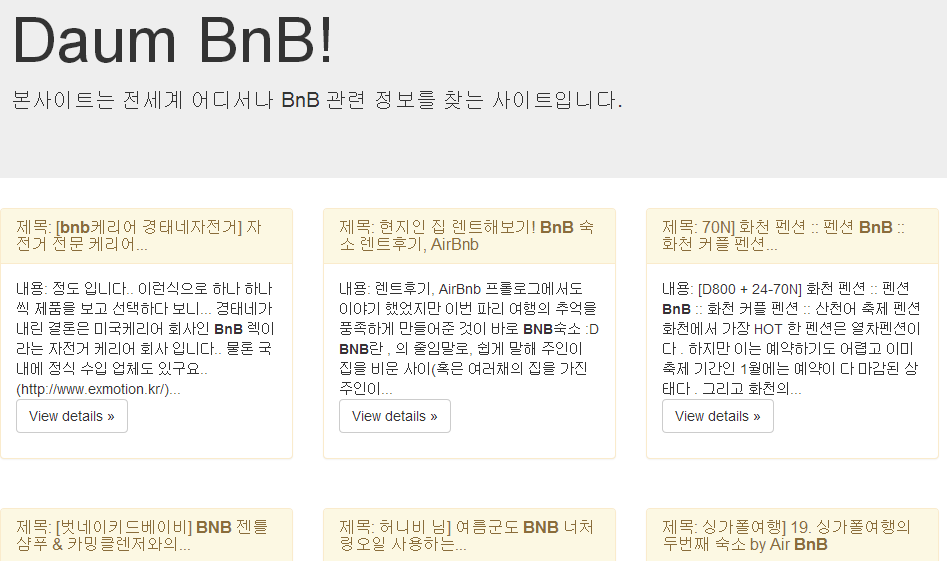 Daum BnB!
본사이트는 전세계 어디서나 BnB 관련 정보를 찾는 사이트입니다.
제목: [bnb케리어 경태네자전거] 자
전거 전문 케리어...
내용: 정도 입니다.. 이런식으로 하나 하나
씩 제품을 보고 선택하다 보니... 경태네가
내린 결론은 미국케리어 회사인 BnB 렉이
라는 자전거 케리어 회사 입니다.. 물론 국
내에 정식 수입 업체도 있구요..
(http://www.exmotion.kr/)...
View details »
제목: 현지인 집 렌트해보기! BnB 숙
소 렌트후기, AirBnb
내용: 렌트후기, AirBnb 프롤로그에서도
이야기 했었지만 이번 파리 여행의 추억을
풍족하게 만들어준 것이 바로 BNB숙소 :D
BNB란 , 의 줄임말로, 쉽게 말해 주인이
집을 비운 사이(혹은 여러채의 집을 가진
주인이...
View details »
제목: 70N] 화천 펜션 :: 펜션 BnB ::
화천 커플 펜션...
내용: [D800 + 24-70N] 화천 펜션 :: 펜션
BnB :: 화천 커플 펜션 :: 산천어 축제 펜션
화천에서 가장 HOT 한 펜션은 열차펜션이
다 . 하지만 이는 예약하기도 어렵고 이미
축제 기간인 1월에는 예약이 다 마감된 상
태다 . 그리고 화천의...
View details »
제목: [벗네이키드베이비] BNB 젠틀
샴푸 & 카밍클렌저와의...
제목: 허니비 님] 여름군도 BNB 너처
링오일 사용하는...
제목: 싱가폴여행] 19. 싱가폴여행의
두번째 숙소 by Air BnB